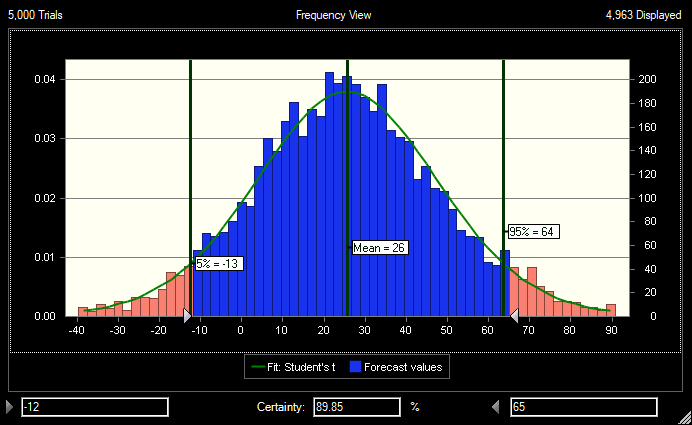 5,000 Trials Frequency View 4,963 Displayed
0.04 200
180
160
0.03
140
120
0.02 100
80
95% = 64
Mean = 26
60
0.01
5% = -13
40
20
0.00 0
-40 -30 -20 -10 0 10 20 30 40 50 60 70 80 90
Fit: Student's t Forecast values
-12 Certainty: 89.85 % 65